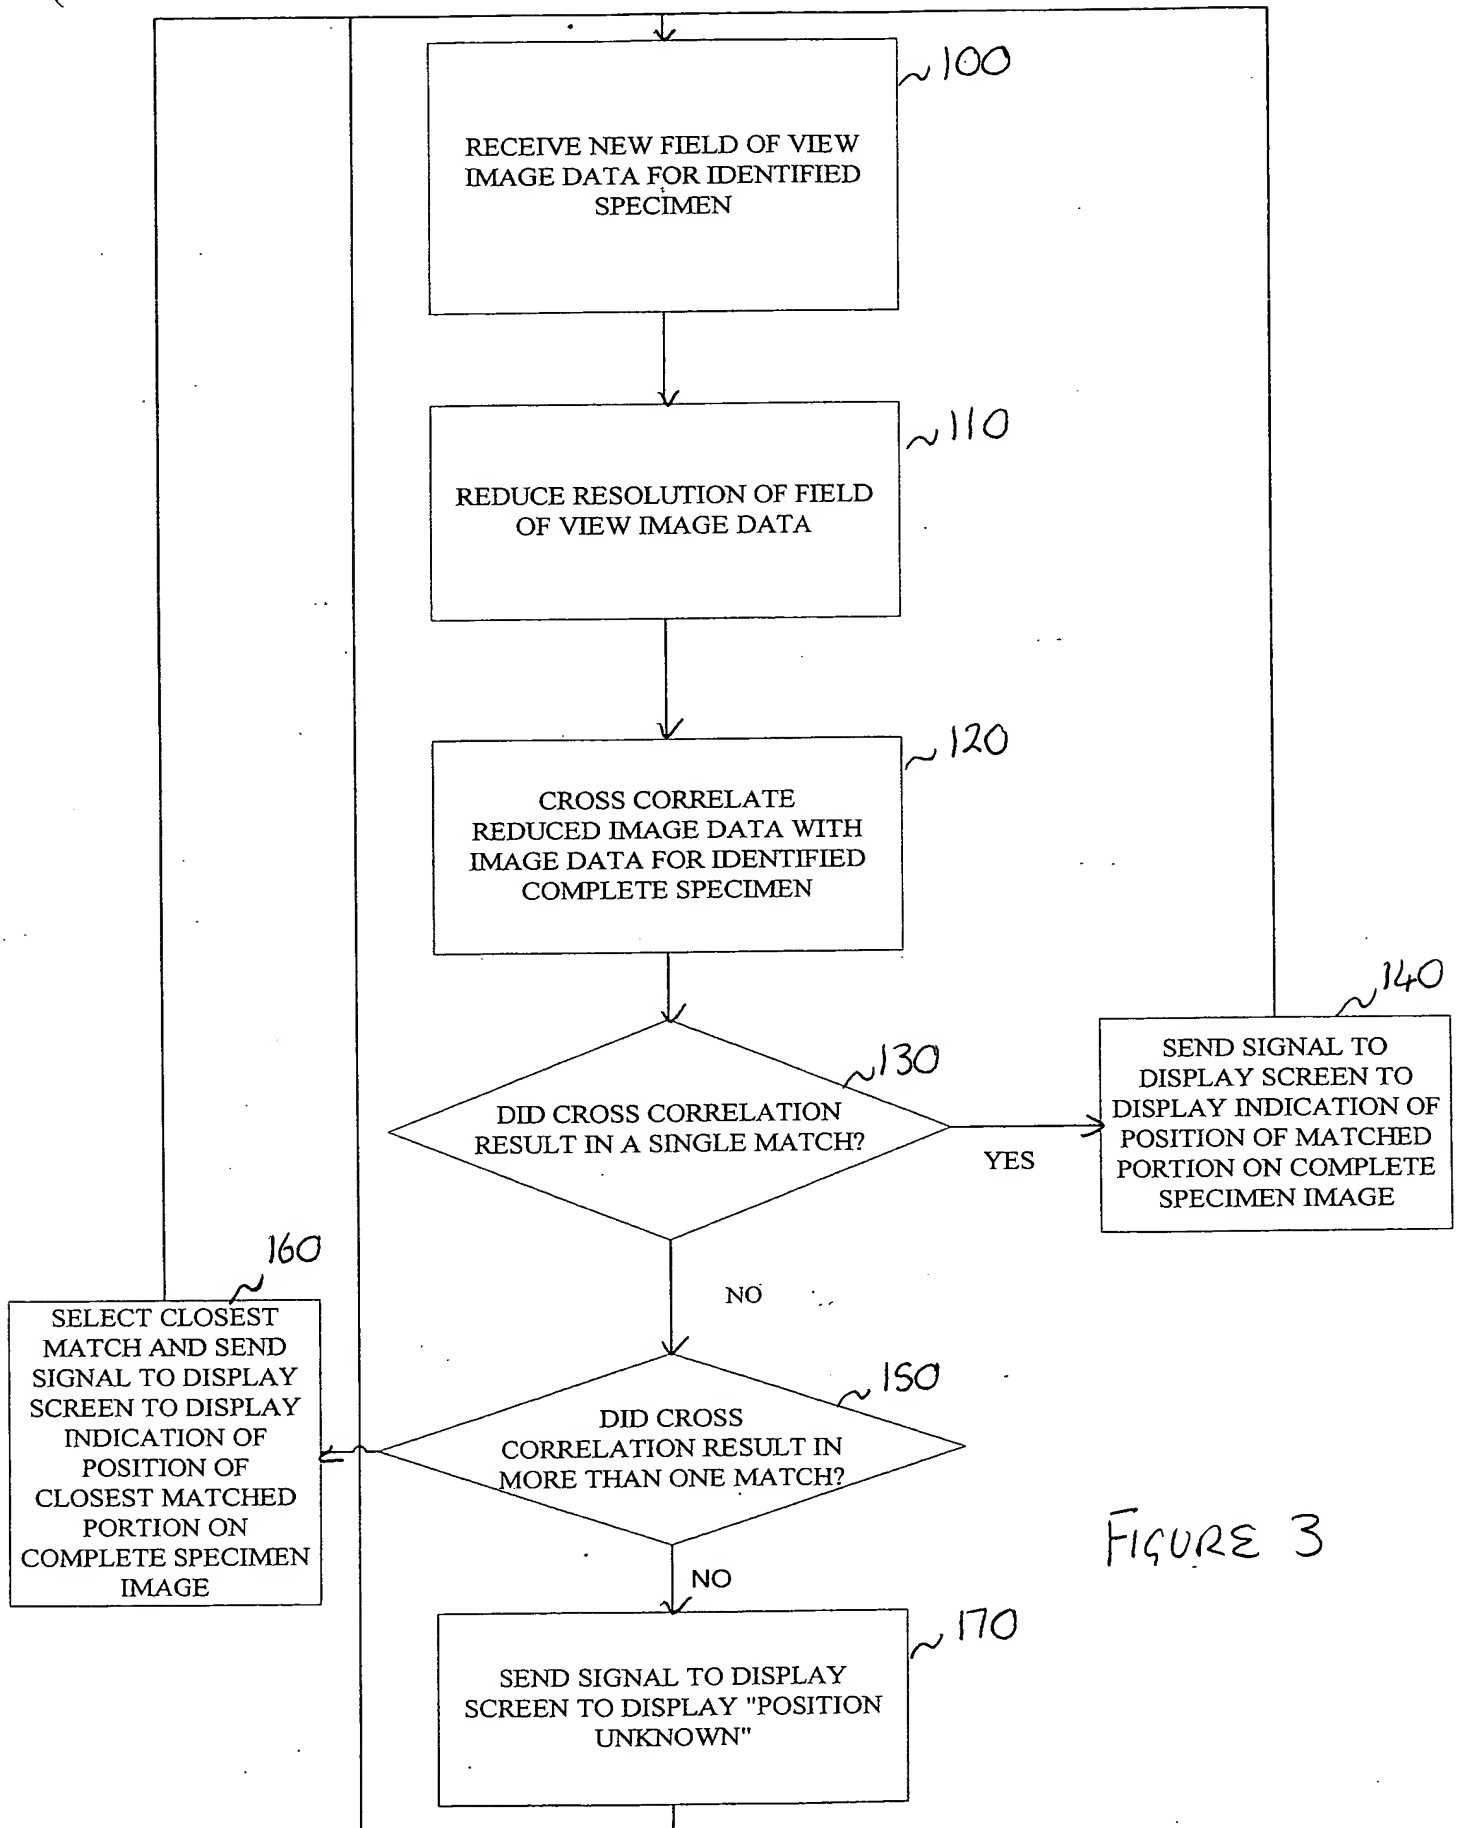 100
RECEIVE NEW FIELD OF VIEW
IMAGE DATA FOR IDENTIFIED
SPECIMEN
110
REDUCE RESOLUTION OF FIELD
OF VIEW IMAGE DATA
120
CROSS CORRELATE
REDUCED IMAGE DATA WITH
IMAGE DATA FOR IDENTIFIED
COMPLETE SPECIMEN
130
DID CROSS CORRELATION
RESULT IN A SINGLE MATCH?
YES
140
SEND SIGNAL TO
DISPLAY SCREEN TO
DISPLAY INDICATION OF
POSITION OF MATCHED
PORTION ON COMPLETE
SPECIMEN IMAGE
NO
150
DID CROSS
CORRELATION RESULT IN
MORE THAN ONE MATCH?
160
SELECT CLOSEST
MATCH AND SEND
SIGNAL TO DISPLAY
SCREEN TO DISPLAY
INDICATION OF
POSITION OF
CLOSEST MATCHED
PORTION ON
COMPLETE SPECIMEN
IMAGE
NO
170
SEND SIGNAL TO DISPLAY
SCREEN TO DISPLAY "POSITION
UNKNOWN"
FIGURE 3